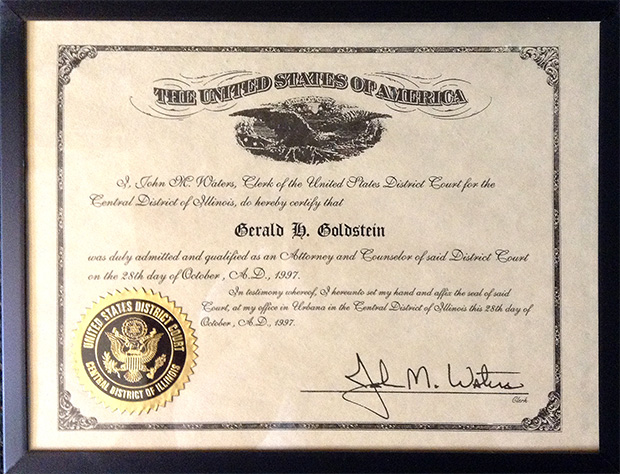 THE UNITED STATES OF AMERICA
I, John M. Waters, Clerk of the United States District Court for the
Central District of Illinois, do hereby certify that
Gerald H. Goldstein
was duly admitted and qualified as an Attorney and Counselor of said District Court
on the 28th day of October , A.D., 1997.
In testimony whereof, I hereunto set my hand and affix the seal of said
Court, at my office in Urbana in the Central District of Illinois this 28th day of
October , A.D., 1997.
UNITED STATES DISTRICT COURT
CENTRAL DISTRICT OF ILLINOIS
John M. Waters
Clerk